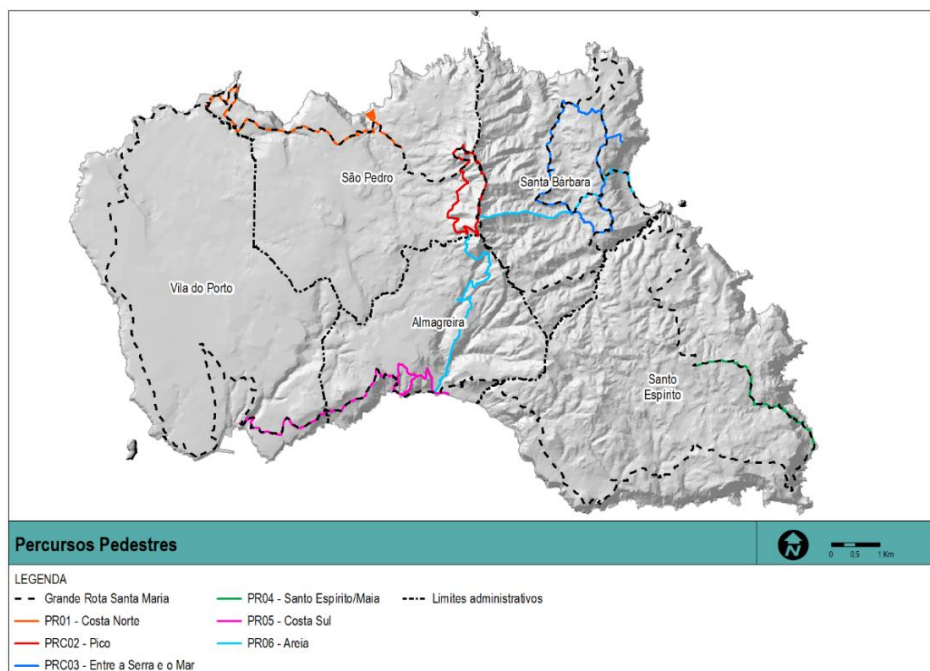 São Pedro
Santa Bárbara
Vila do Porto
Almagreira
Santo
Espírito
Percursos Pedestres
N
0 0.5 1 Km
LEGENDA
Grande Rota Santa Maria
PR01 - Costa Norte
PRC02 - Pico
PRC03 - Entre a Serra e o Mar
PR04 - Santo Espírito/Maia
PR05 - Costa Sul
PR06 - Areia
Limites administrativos